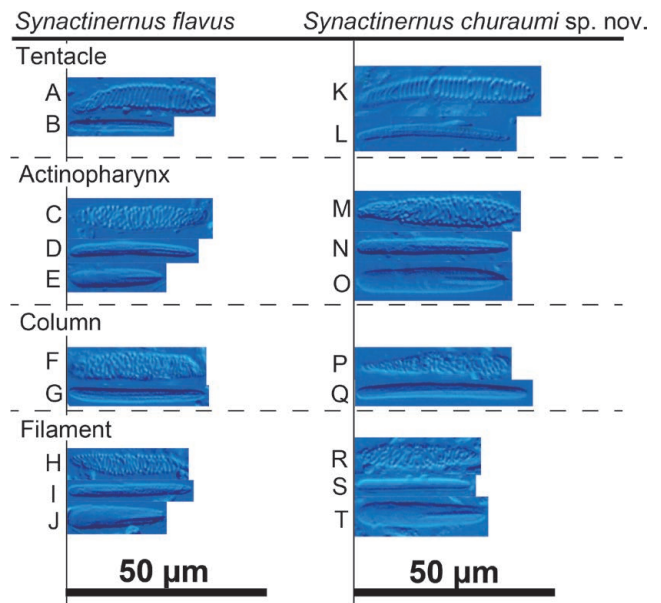 Synactinernus flavus Synactinernus churaumi sp. nov.
Tentacle
A K
B L
Actinopharynx
C M
D N
E O
Column
F P
G Q
Filament
H R
I S
J T
50 µm 50 µm